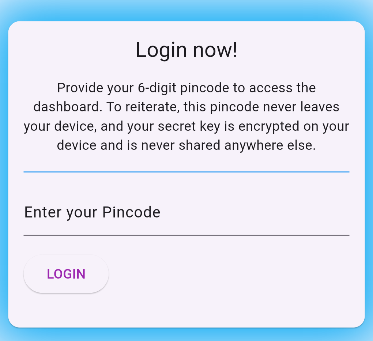 Login now!
Provide your 6-digit pincode to access the
dashboard. To reiterate, this pincode never leaves
your device, and your secret key is encrypted on your
device and is never shared anywhere else.
Enter your Pincode
LOGIN